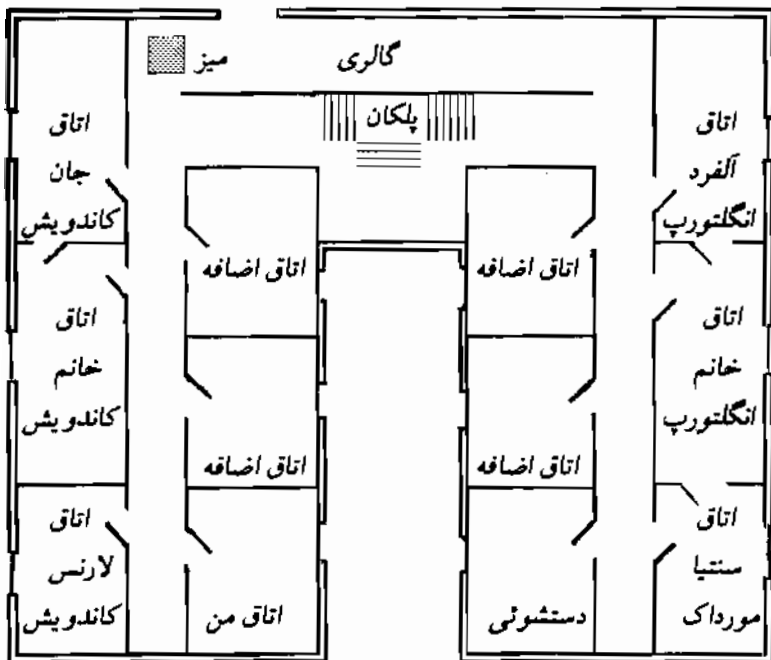 گالری
میز
پلکان
اتاق
آلفرد
انگلتورپ
اتاق
جان
کاندویش
اتاق اضافه
اتاق اضافه
اتاق
خانم
انگلتورپ
اتاق
خانم
کاندویش
اتاق اضافه
اتاق اضافه
اتاق
سنتیا
مورداک
دستشوئی
اتاق من
اتاق
لارنس
کاندویش